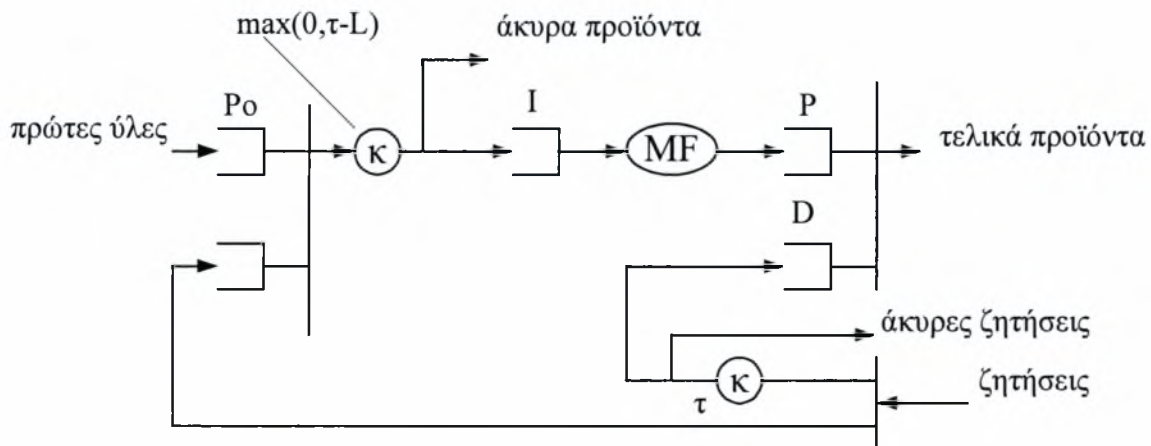 max(0,τ-L)
άκυρα προϊόντα
Po
I
P
πρώτες ύλες
κ
MF
τελικά προϊόντα
D
άκυρες ζητήσεις
κ
ζητήσεις
τ